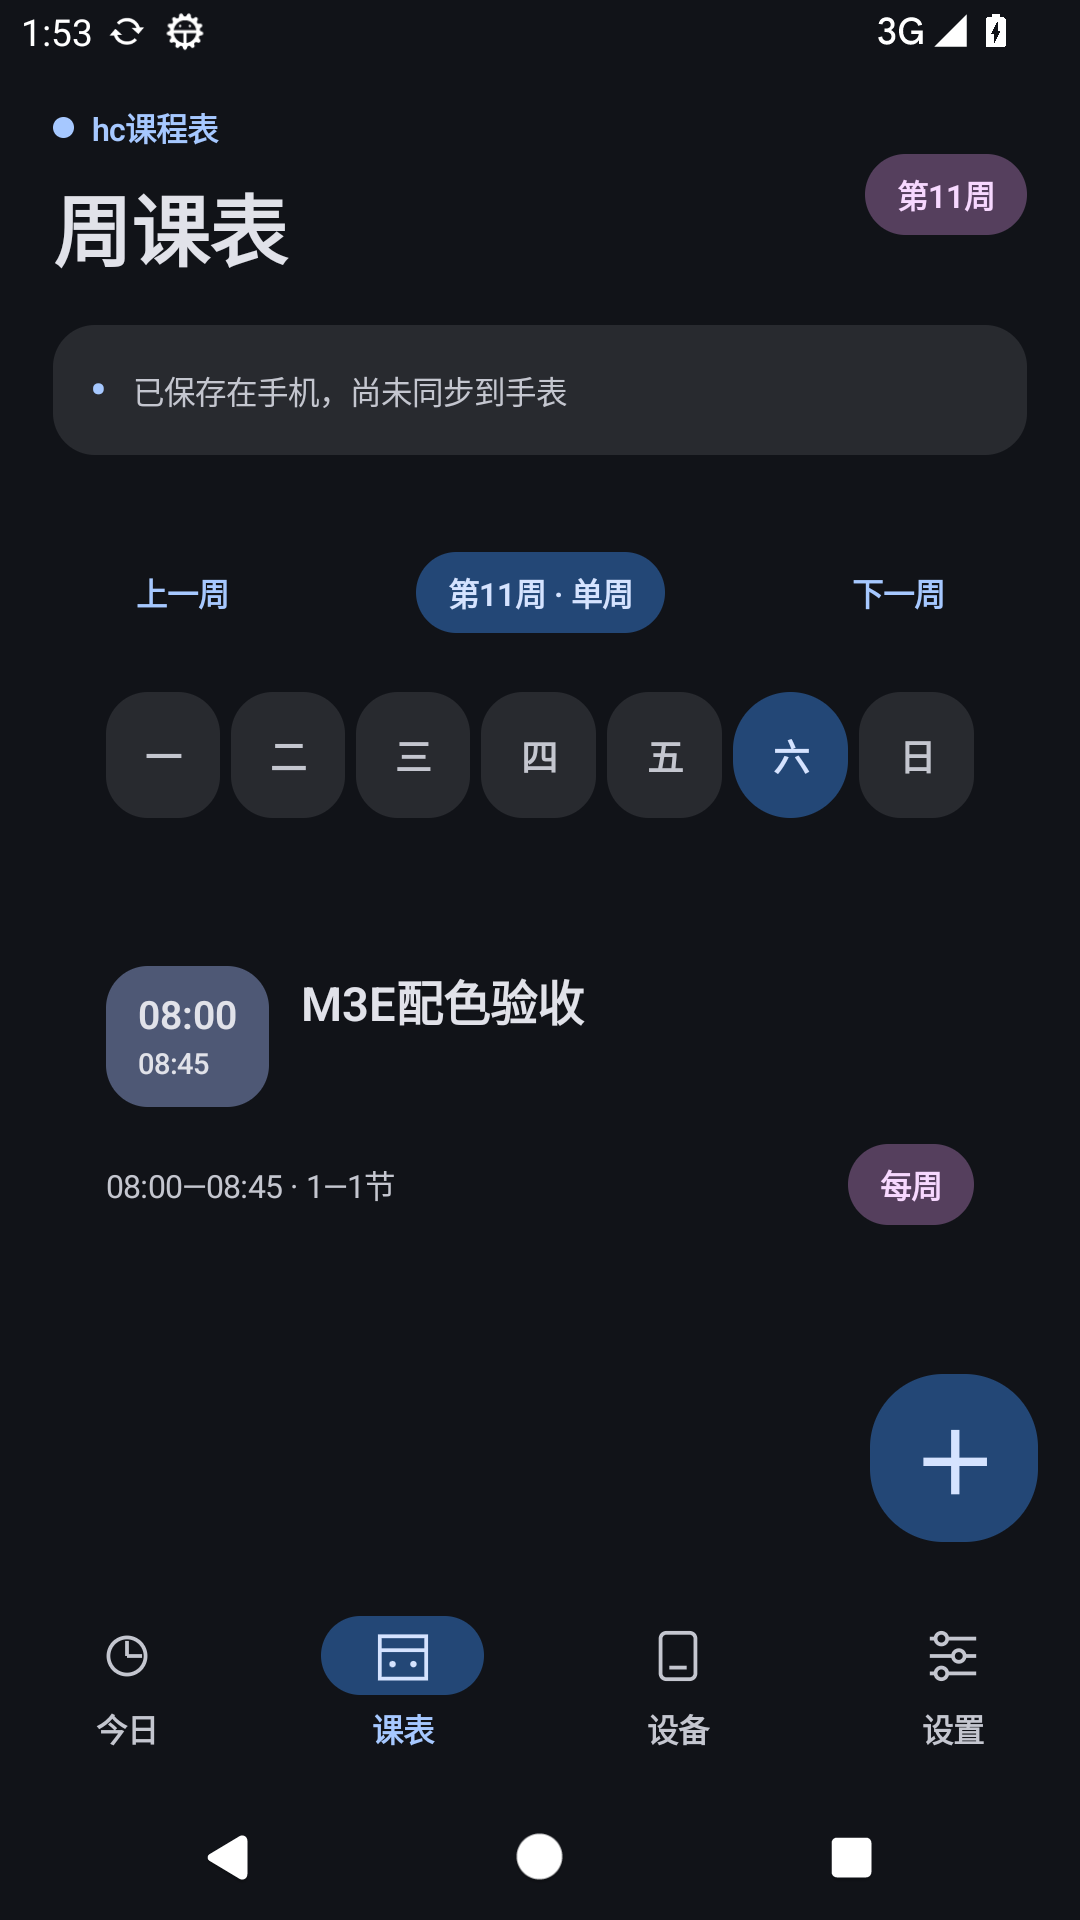 1:53
3G
hc课程表
周课表
第11周
已保存在手机，尚未同步到手表
上一周
第11周 · 单周
下一周
一 二 三 四 五 六 日
08:00
08:45
M3E配色验收
08:00—08:45 · 1—1节
每周
今日 课表 设备 设置